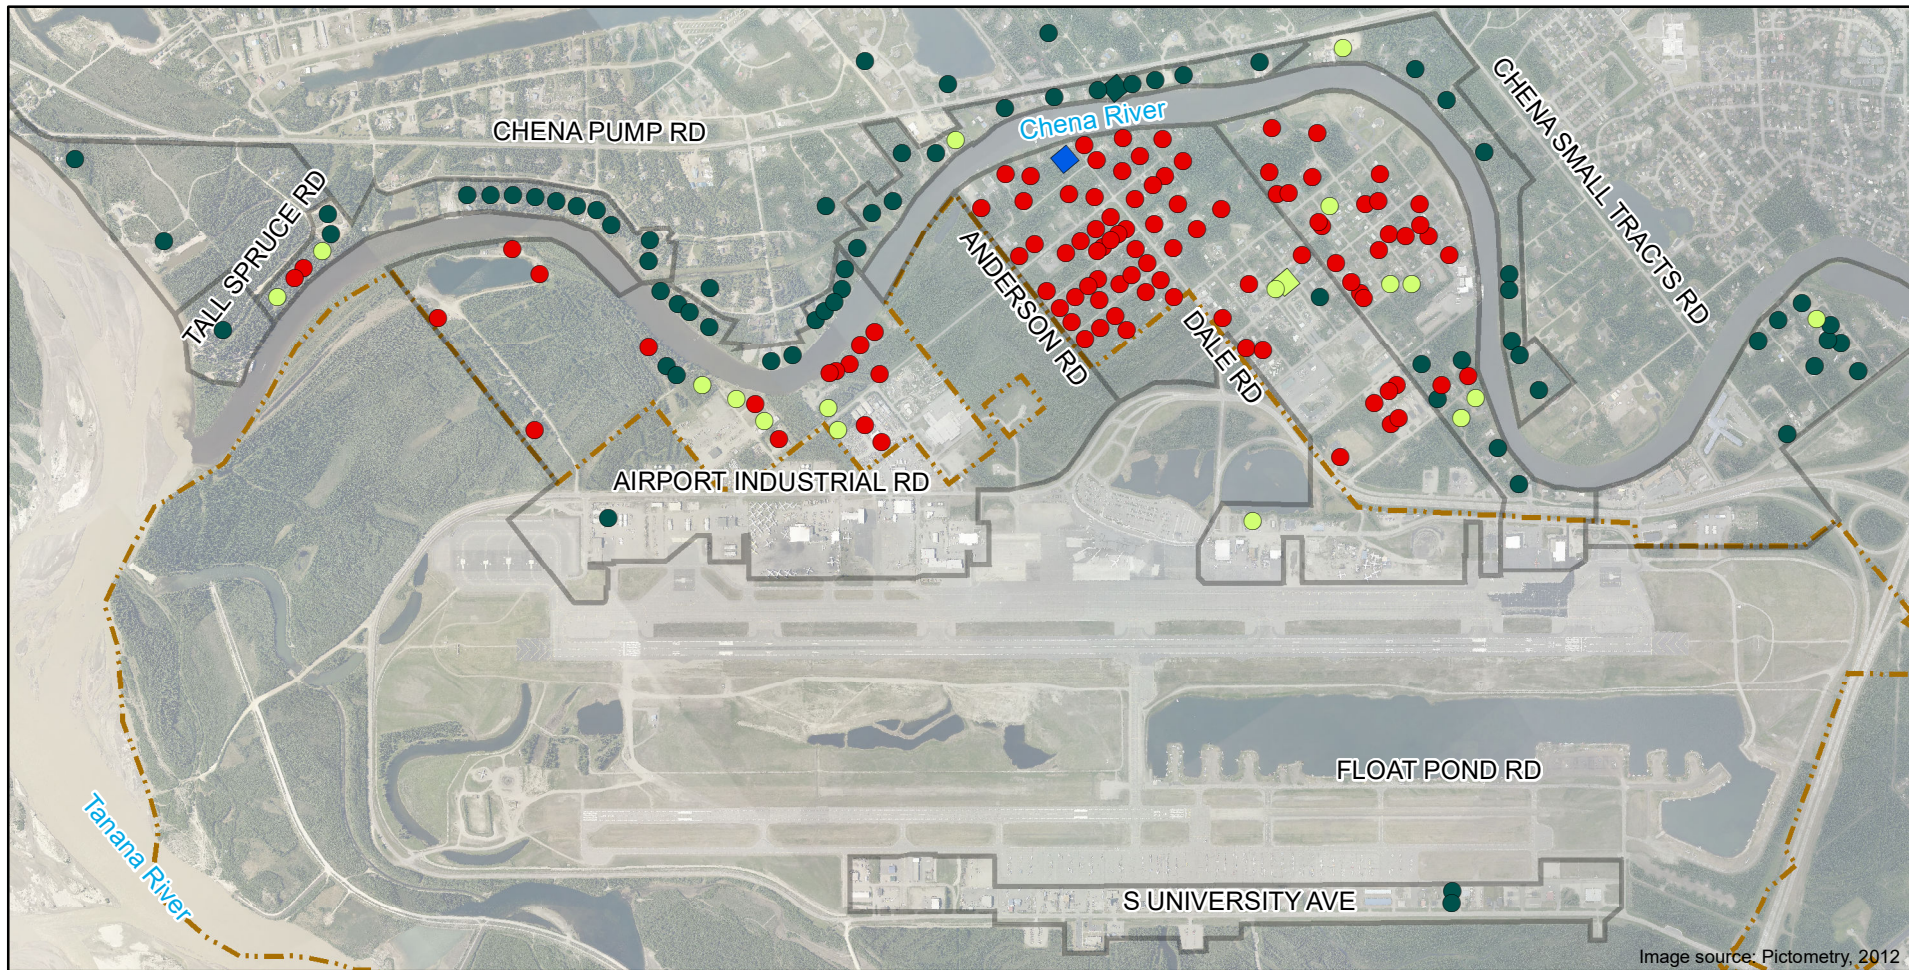 CHENA PUMP RD
Chena River
CHENA SMALL TRACTS RD
TALL SPRUCE RD
ANDERSON RD
DALE RD
AIRPORT INDUSTRIAL RD
FLOAT POND RD
Tanana River
S UNIVERSITY AVE
Image source: Pictometry, 2012